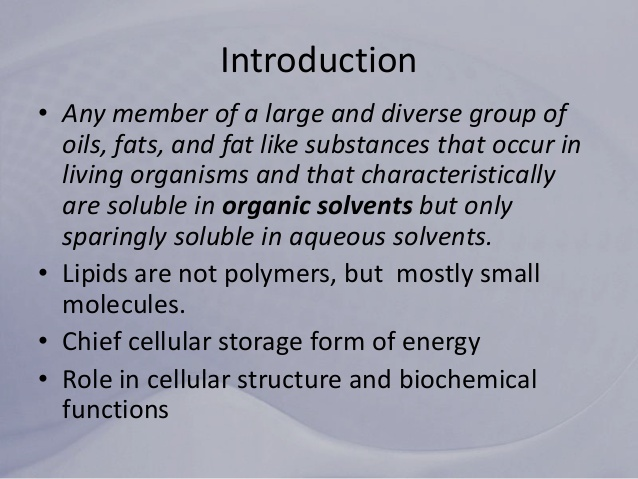 Introduction
• Any member of a large and diverse group of
oils, fats, and fat like substances that occur in
living organisms and that characteristically
are soluble in organic solvents but only
sparingly soluble in aqueous solvents.
• Lipids are not polymers, but  mostly small
molecules.
• Chief cellular storage form of energy
• Role in cellular structure and biochemical
functions